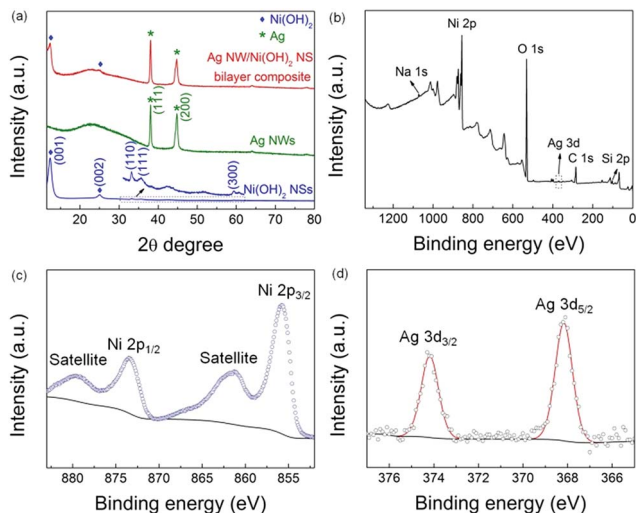 (a)
♦ Ni(OH)₂
* Ag
Ag NW/Ni(OH)₂ NS
bilayer composite
(111)
(200)
Ag NWs
(001)
(002)
(110)
(111)
(300)
Ni(OH)₂ NSs
10 20 30 40 50 60 70 80
2θ degree
Intensity (a.u.)
(b)
Ni 2p
O 1s
Na 1s
Ag 3d
C 1s
Si 2p
1200 1000 800 600 400 200 0
Binding energy (eV)
Intensity (a.u.)
(c)
Ni 2p₃/₂
Ni 2p₁/₂
Satellite
Satellite
880 875 870 865 860 855
Binding energy (eV)
Intensity (a.u.)
(d)
Ag 3d₅/₂
Ag 3d₃/₂
376 374 372 370 368 366
Binding energy (eV)
Intensity (a.u.)